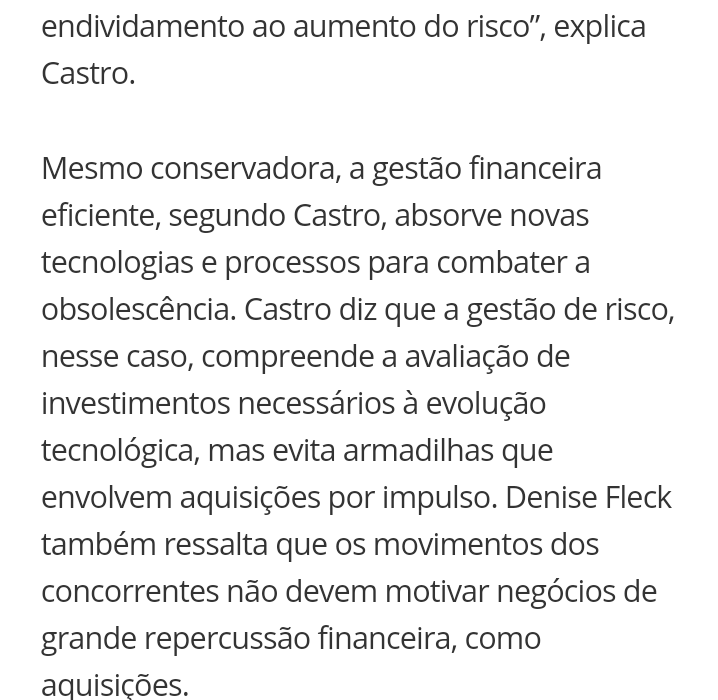 endividamento ao aumento do risco”, explica
Castro.
Mesmo conservadora, a gestão financeira
eficiente, segundo Castro, absorve novas
tecnologias e processos para combater a
obsolescência. Castro diz que a gestão de risco,
nesse caso, compreende a avaliação de
investimentos necessários à evolução
tecnológica, mas evita armadilhas que
envolvem aquisições por impulso. Denise Fleck
também ressalta que os movimentos dos
concorrentes não devem motivar negócios de
grande repercussão financeira, como
aquisições.